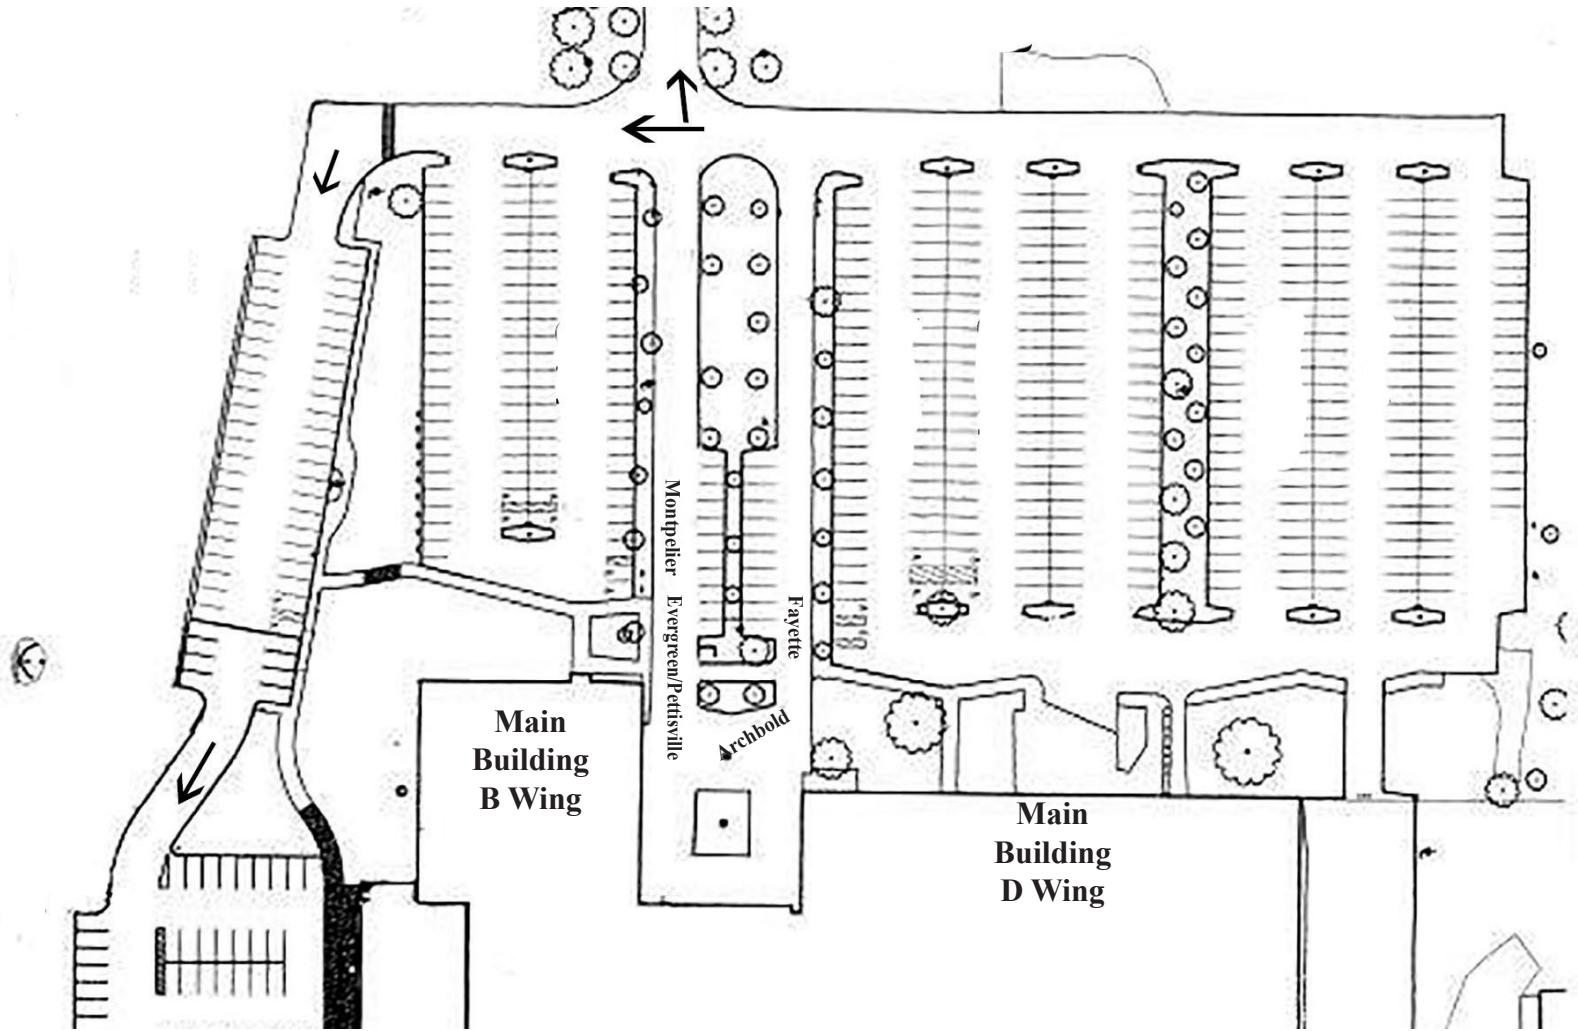 Montpelier
Evergreen/Pettisville
Fayette
Archbold
Main
Building
B Wing
Main
Building
D Wing